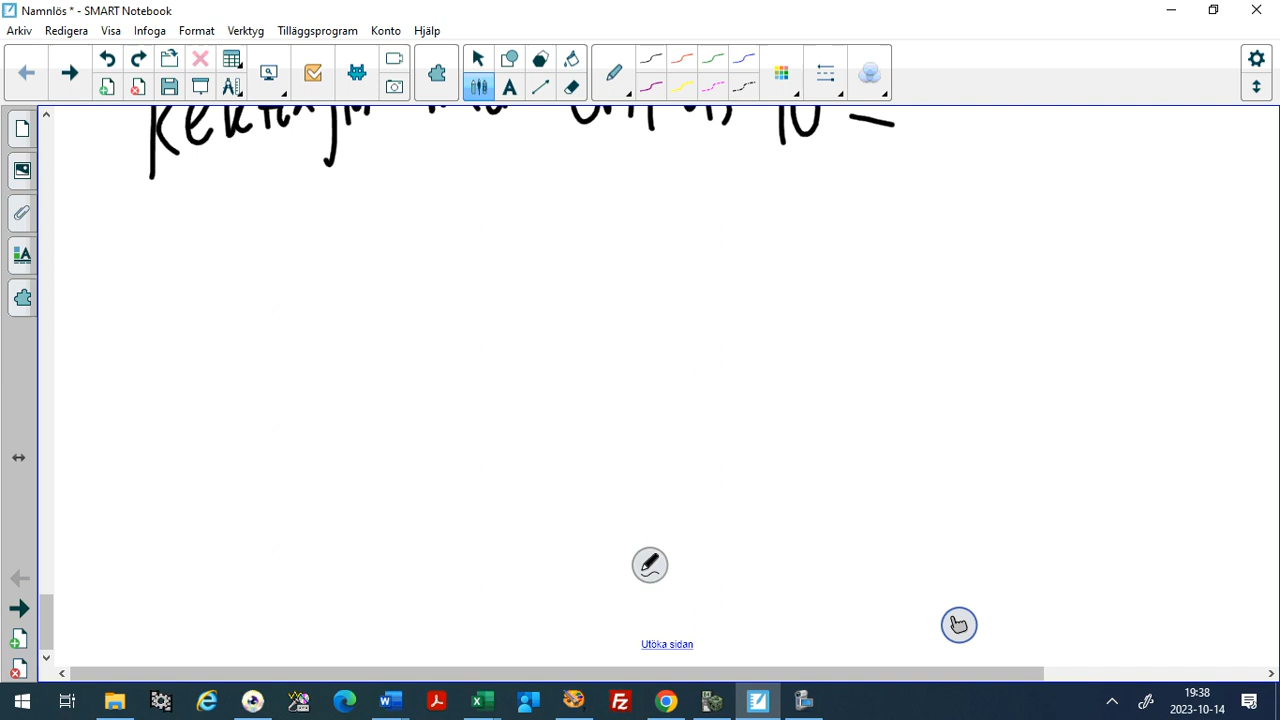 Namnlös * - SMART Notebook
Arkiv Redigera Visa Infoga Format Verktyg Tilläggsprogram Konto Hjälp
10
Utöka sidan
19:38
2023-10-14